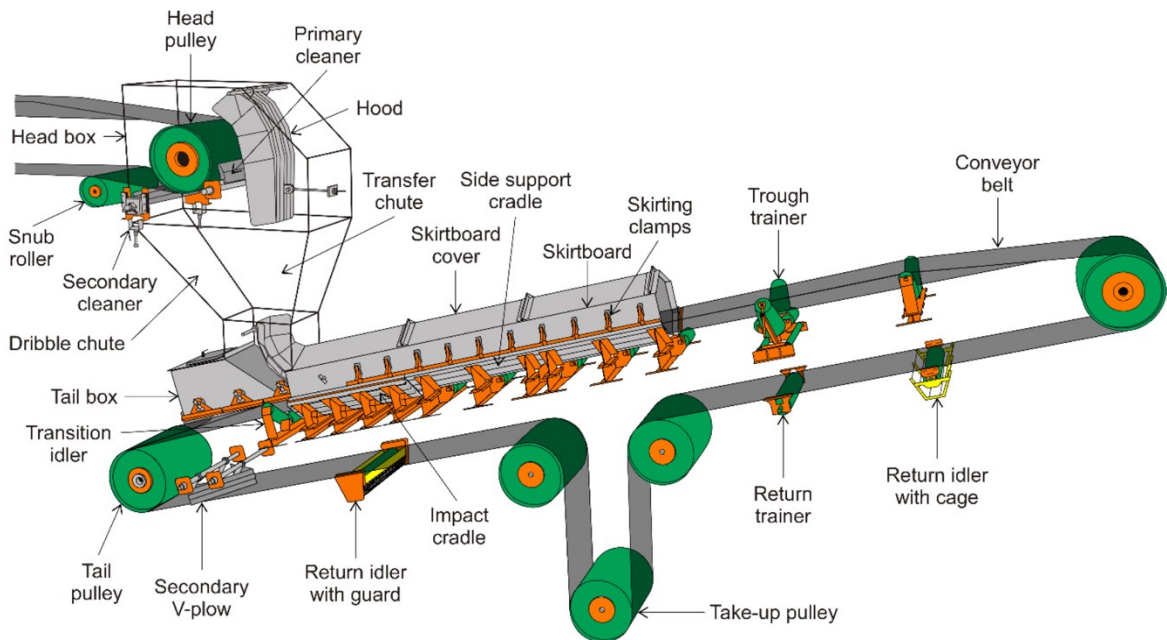 Head
pulley
Primary
cleaner
Hood
Head box
Conveyor
belt
Transfer
chute
Side support
cradle
Skirting
clamps
Trough
trainer
Snub
roller
Skirtboard
cover
Skirtboard
Secondary
cleaner
Dribble chute
Tail box
Transition
idler
Return idler
with cage
Return
trainer
Impact
cradle
Tail
pulley
Secondary
V-plow
Return idler
with guard
Take-up pulley